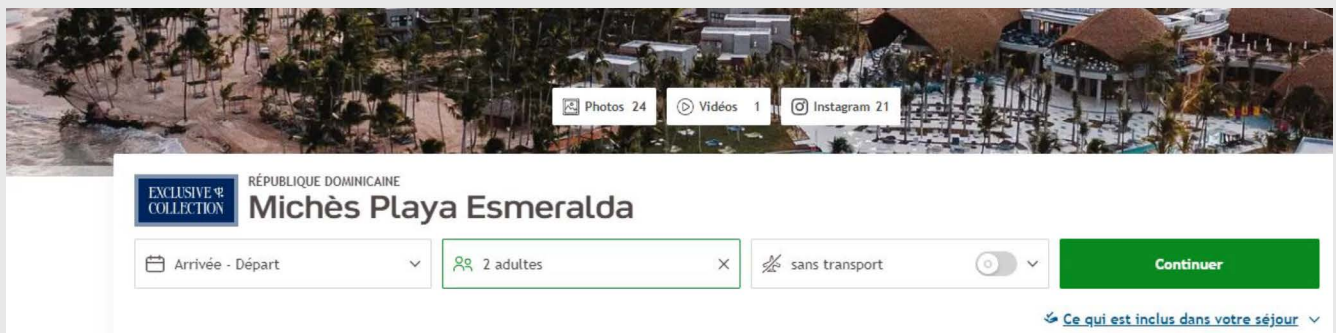 Photos 24
Vidéos 1
Instagram 21
EXCLUSIVE
COLLECTION
RÉPUBLIQUE DOMINICAINE
Michès Playa Esmeralda
Arrivée - Départ
2 adultes
sans transport
Continuer
Ce qui est inclus dans votre séjour